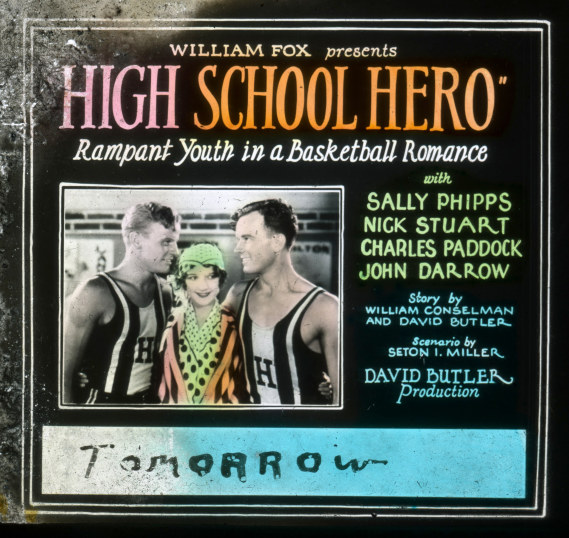 WILLIAM FOX presents
HIGH SCHOOL HERO"
Rampant Youth in a Basketball Romance
with
SALLY PHIPPS
NICK STUART
CHARLES PADDOCK
JOHN DARROW
Story by
WILLIAM CONSELMAN
AND DAVID BUTLER
Scenario by
SETON I. MILLER
DAVID BUTLER
Production
H
H
TOMORROW